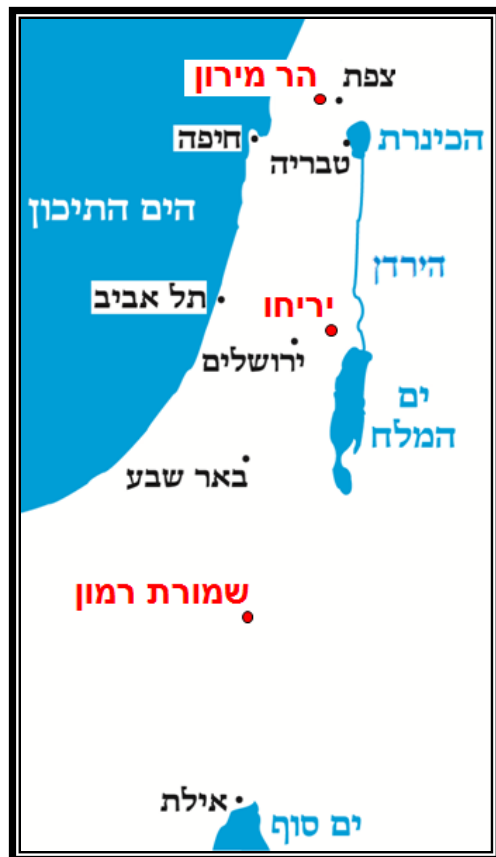 הר מירון
צפת
חיפה
הכינרת
טבריה
הים התיכון
הירדן
תל אביב
יריחו
ירושלים
ים
המלח
באר שבע
שמורת רמון
אילת
ים סוף